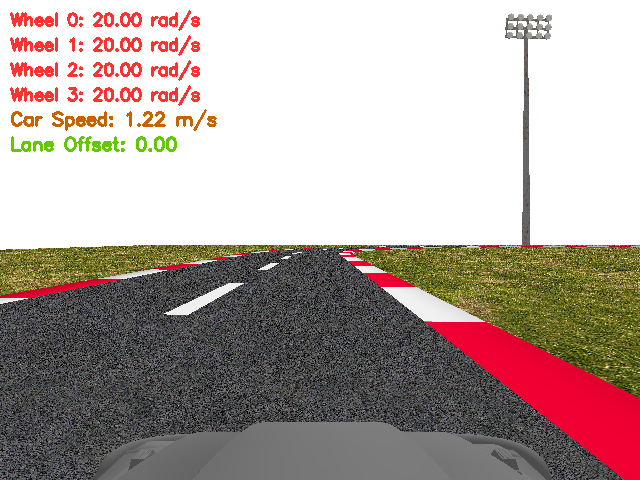 Wheel 0: 20.00 rad/s
Wheel 1: 20.00 rad/s
Wheel 2: 20.00 rad/s
Wheel 3: 20.00 rad/s
Car Speed: 1.22 m/s
Lane Offset: 0.00